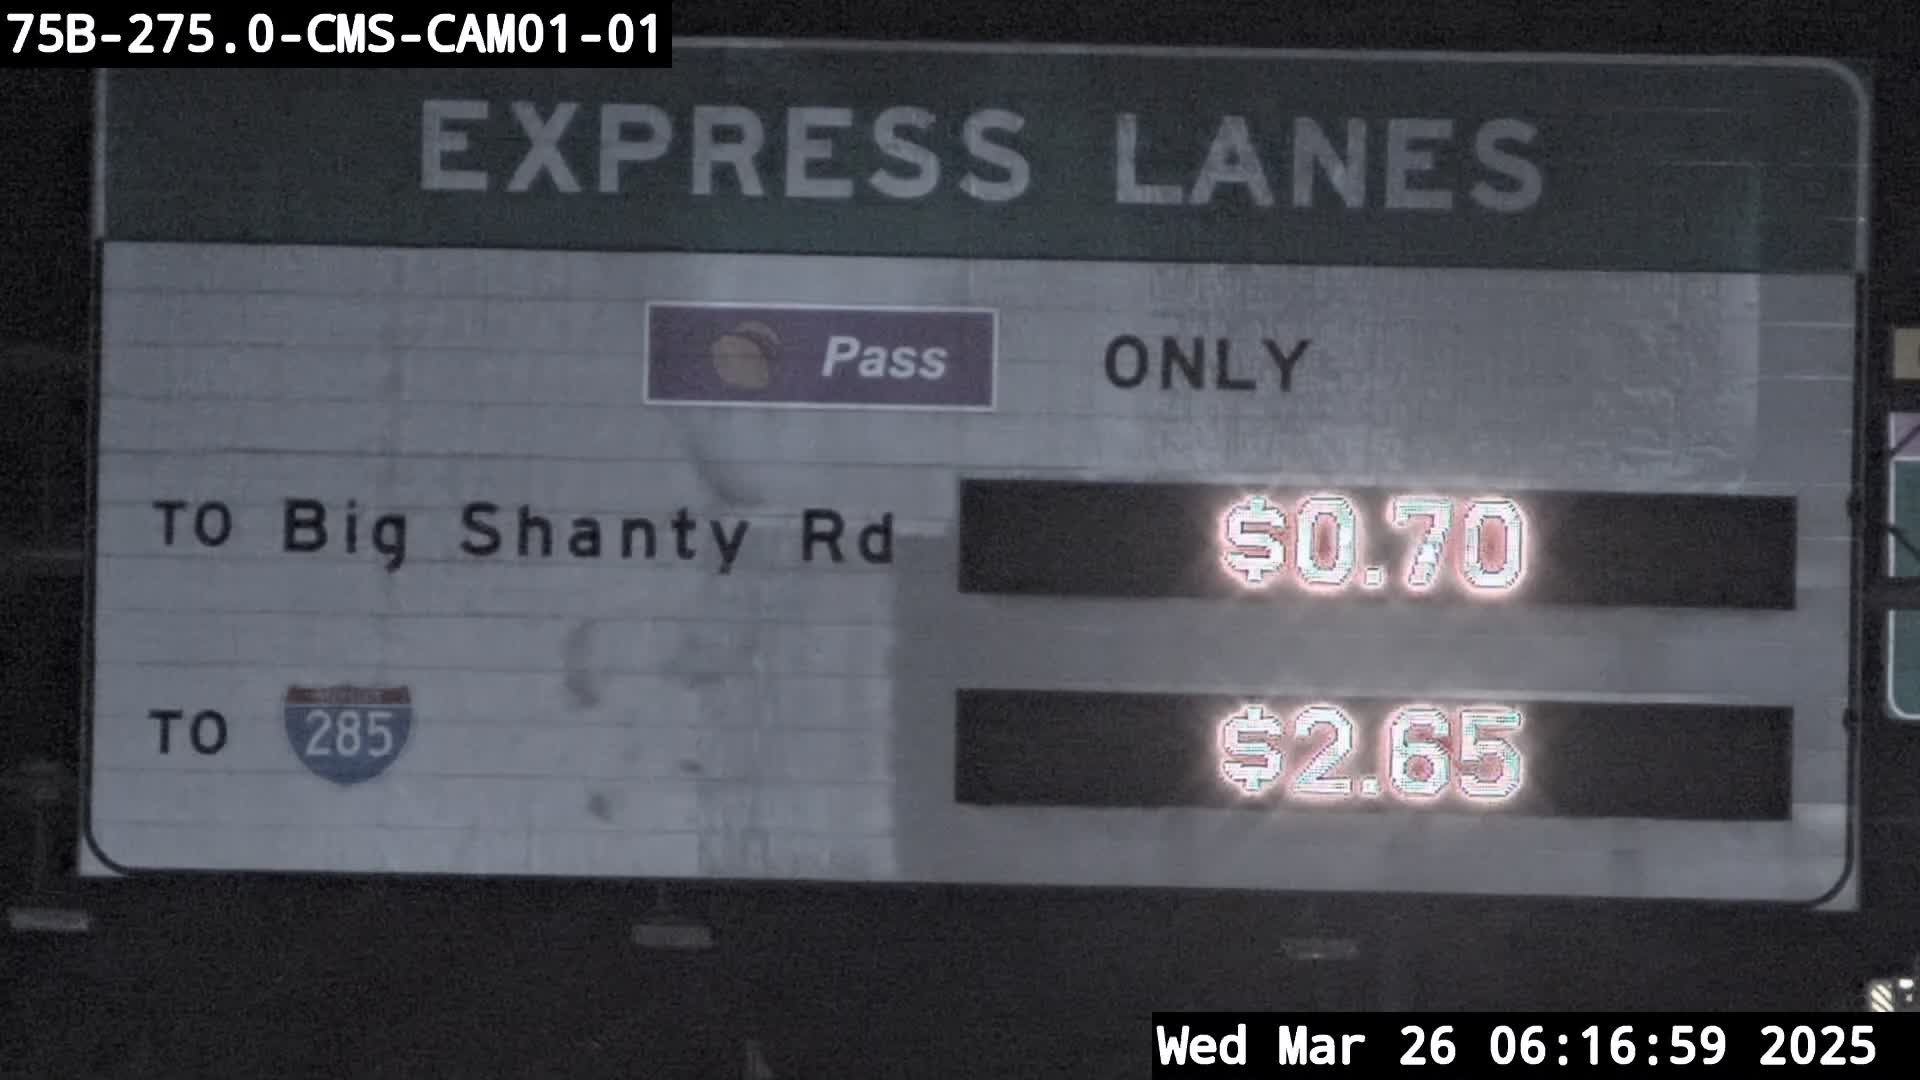 75B-275.0-CMS-CAM01-01
EXPRESS LANES
Pass ONLY
TO Big Shanty Rd $0.70
TO 285 $2.65
Wed Mar 26 06:16:59 2025